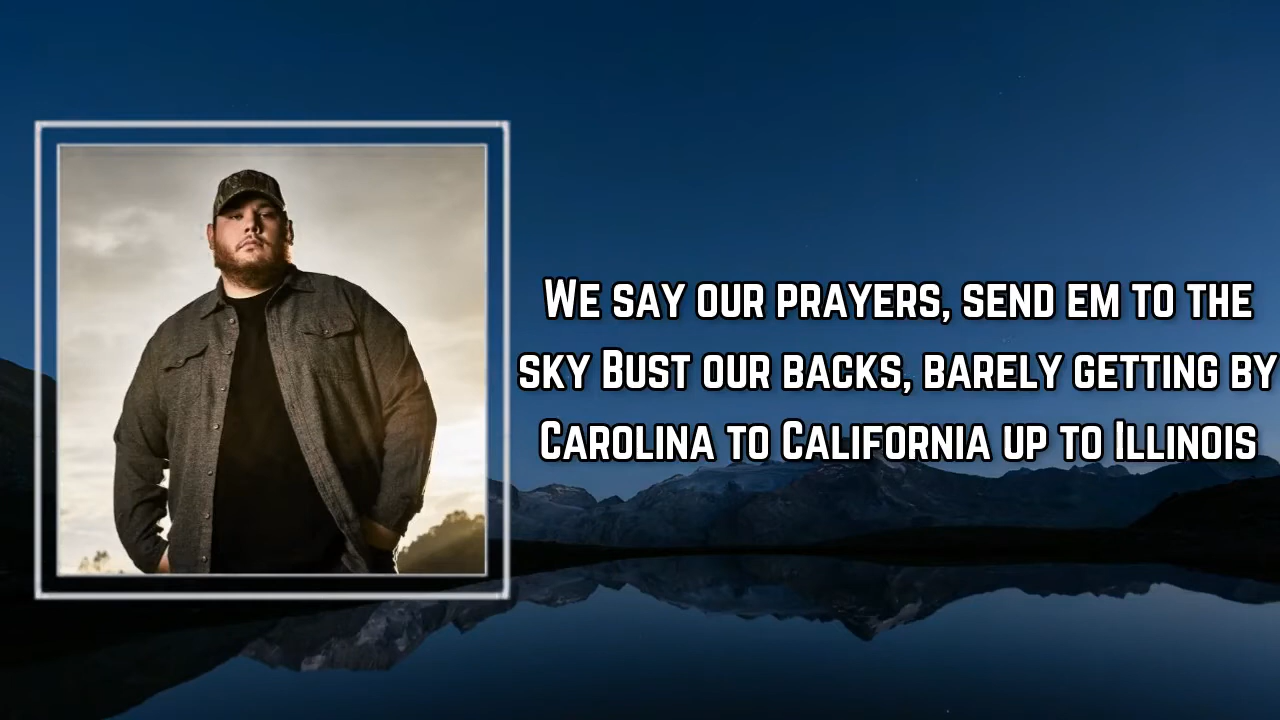 We say our prayers, send em to the
sky Bust our backs, barely getting by
Carolina to California up to Illinois